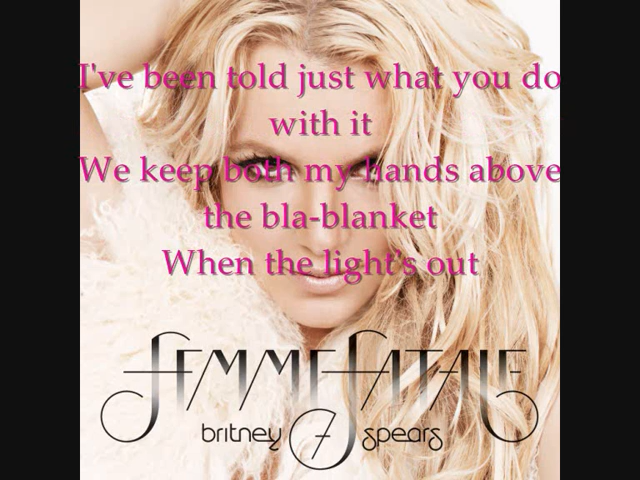 I've been told just what you do
with it
We keep both my hands above
the bla-blanket
When the light's out
FEMME FATALE
britney spears